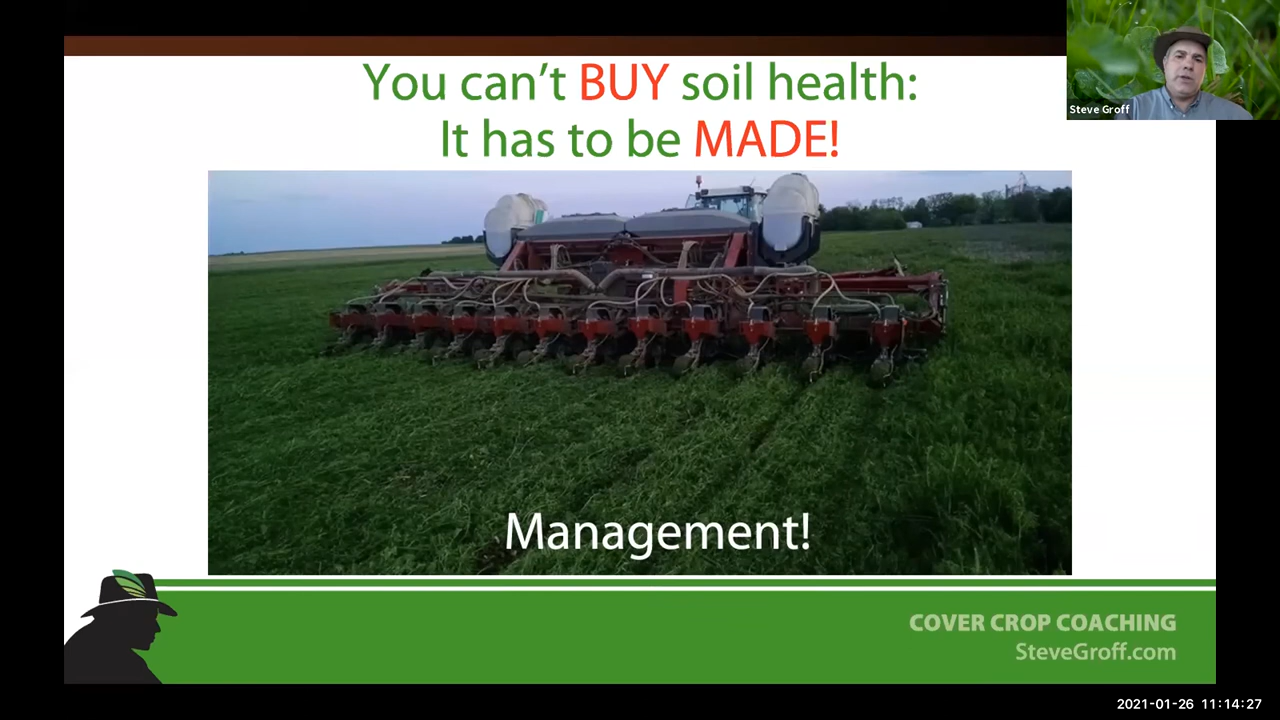 You can't BUY soil health:
It has to be MADE!
Steve Groff
Management!
COVER CROP COACHING
SteveGroff.com
2021-01-26 11:14:27